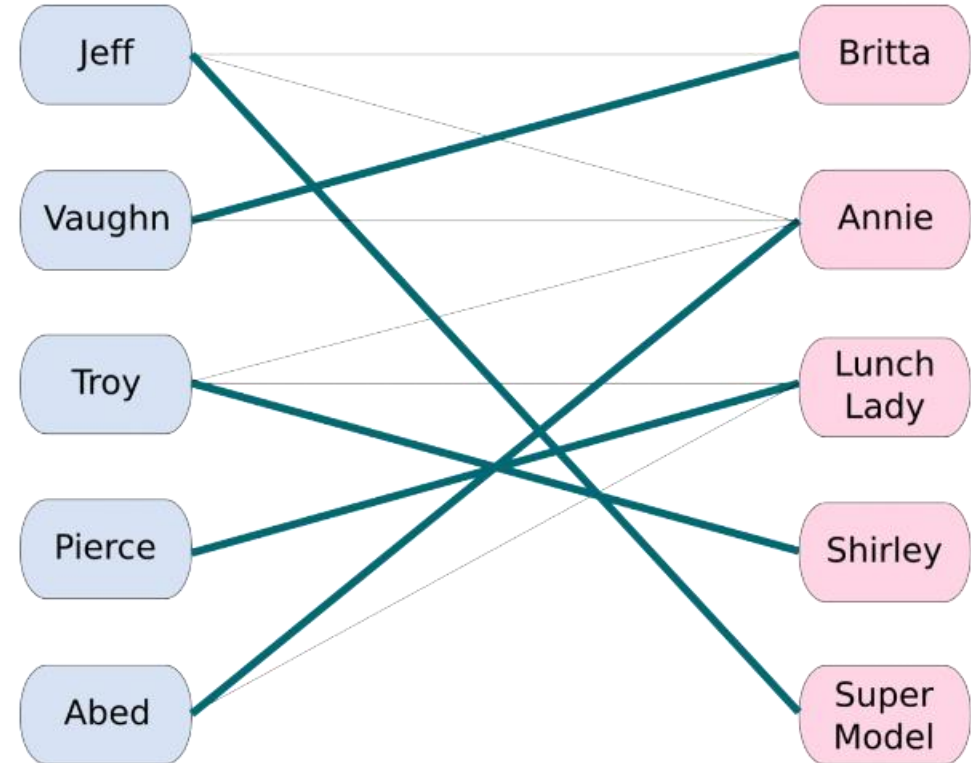 Jeff
Britta
Vaughn
Annie
Troy
Lunch
Lady
Pierce
Shirley
Abed
Super
Model